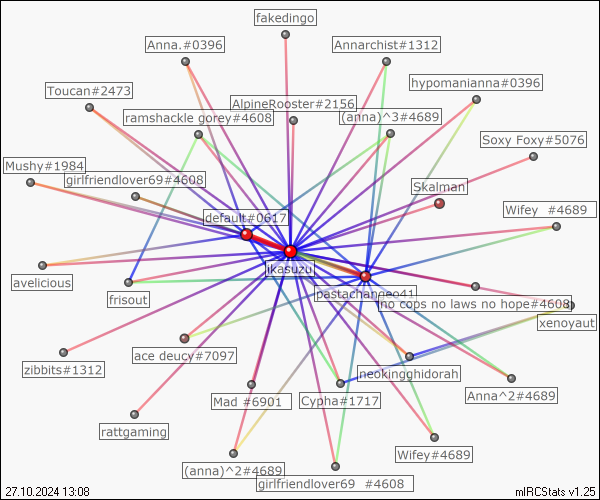 fakedingo
Anna.#0396
Annarchist#1312
hypomanianna#0396
Toucan#2473
AlpineRooster#2156
ramshackle gorey#4608
(anna)^3#4689
Soxy Foxy#5076
Mushy#1984
girlfriendlover69#4608
Skalman
default#0617
Wifey #4689
ikasuzu
avelicious
frisout
pastachanneo41
no cops no laws no hope#4608
xenoyaut
ace deucy#7097
zibbits#1312
neokingghidorah
Mad #6901
Cypha#1717
Anna^2#4689
rattgaming
Wifey#4689
(anna)^2#4689
girlfriendlover69 #4608
27.10.2024 13:08
mIRCStats v1.25